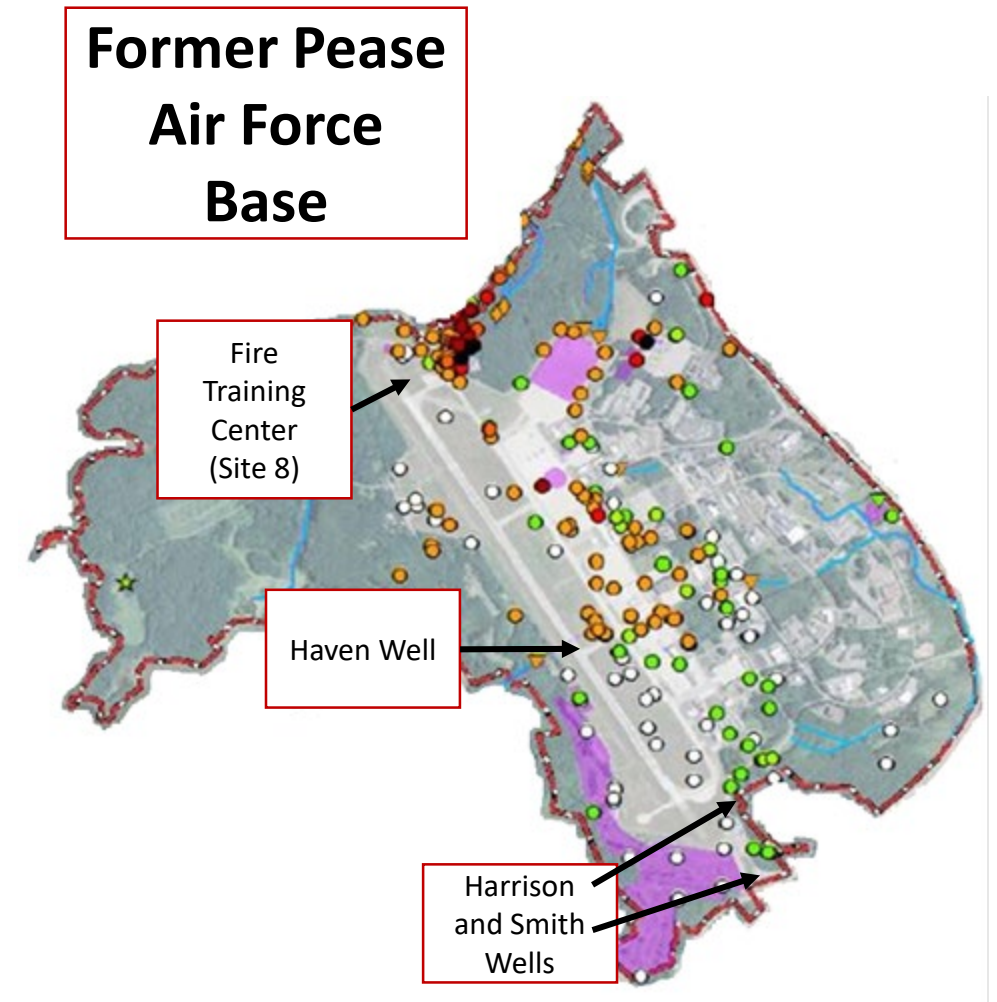 Former Pease
Air Force
Base
Fire
Training
Center
(Site 8)
Haven Well
Harrison
and Smith
Wells